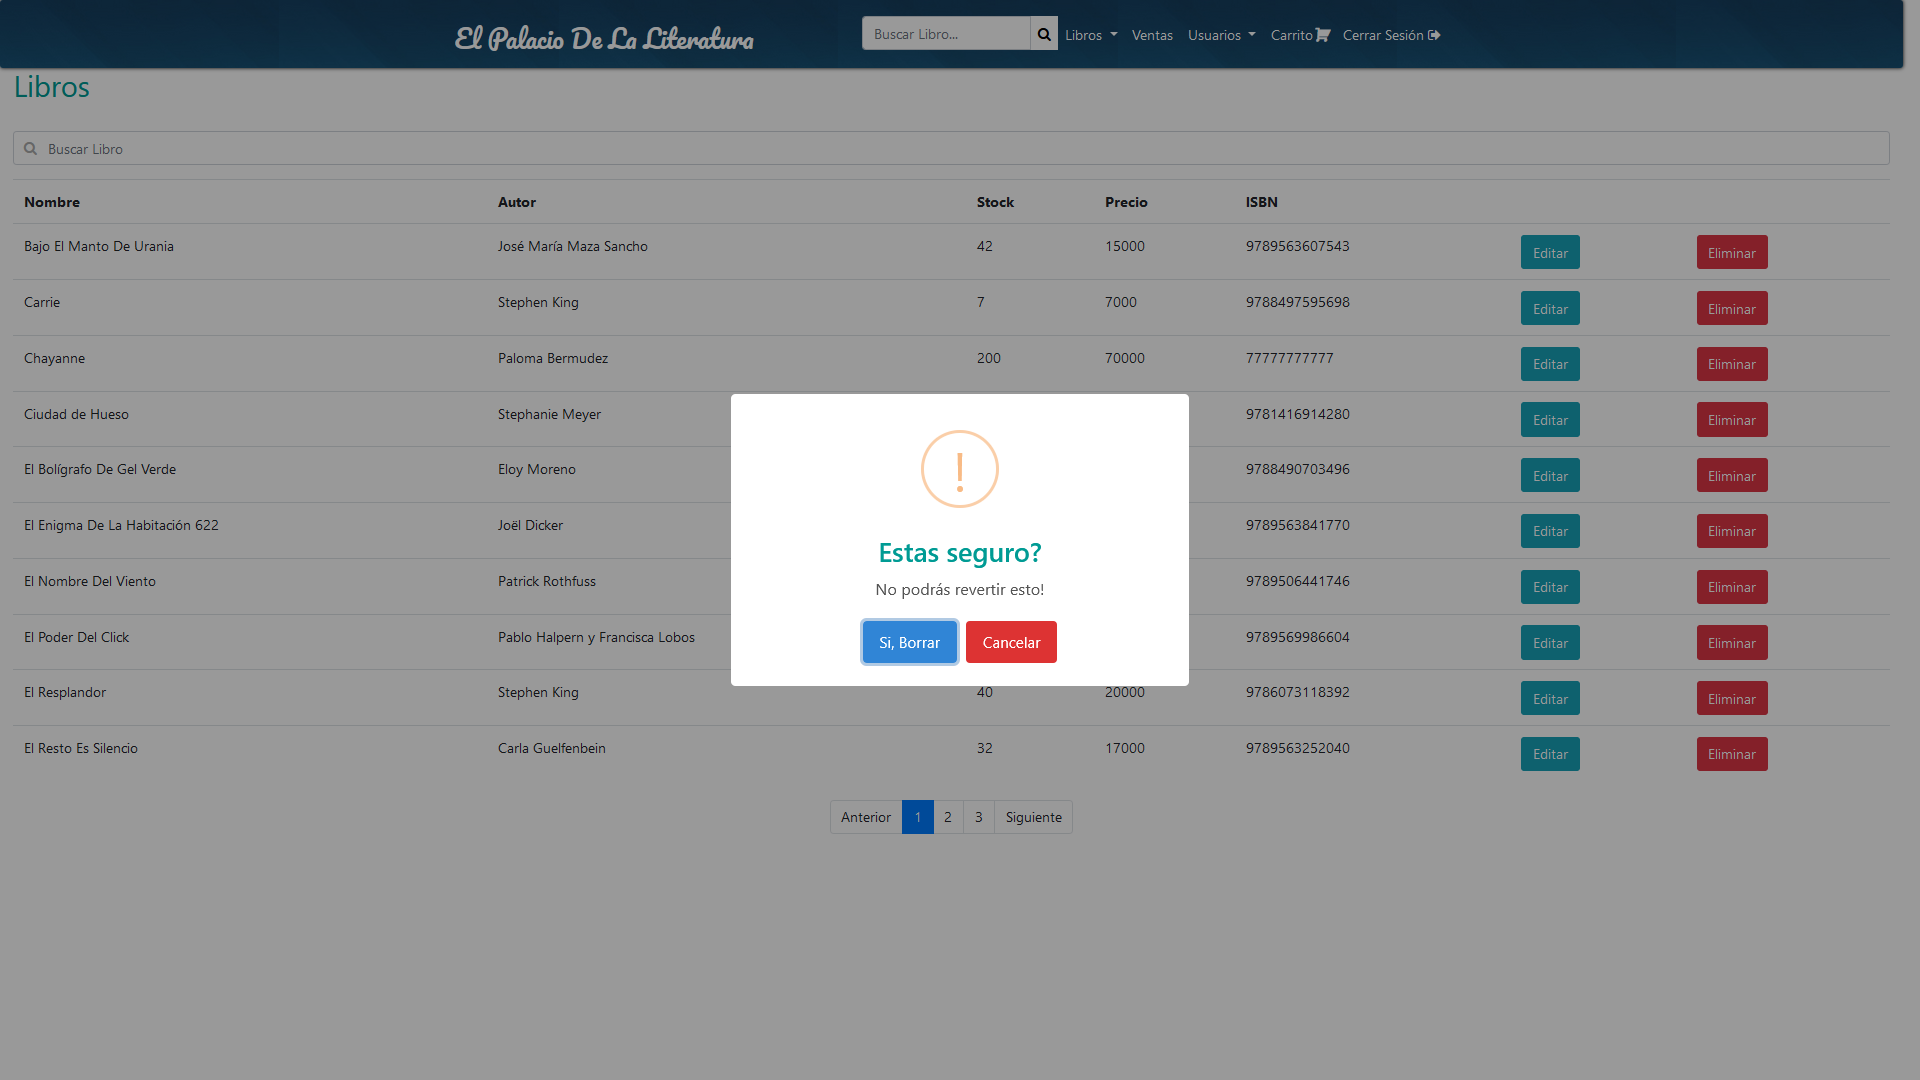 El Palacio De La Literatura
Buscar Libro...
Libros
Ventas
Usuarios
Carrito
Cerrar Sesión
Libros
Buscar Libro
Nombre Autor Stock Precio ISBN
Bajo El Manto De Urania José María Maza Sancho 42 15000 9789563607543 Editar Eliminar
Carrie Stephen King 7 7000 9788497595698 Editar Eliminar
Chayanne Paloma Bermudez 200 70000 77777777777 Editar Eliminar
Ciudad de Hueso Stephanie Meyer 9781416914280 Editar Eliminar
El Bolígrafo De Gel Verde Eloy Moreno 9788490703496 Editar Eliminar
El Enigma De La Habitación 622 Joël Dicker 9789563841770 Editar Eliminar
El Nombre Del Viento Patrick Rothfuss 9789506441746 Editar Eliminar
El Poder Del Click Pablo Halpern y Francisca Lobos 9789569986604 Editar Eliminar
El Resplandor Stephen King 40 20000 9786073118392 Editar Eliminar
El Resto Es Silencio Carla Guelfenbein 32 17000 9789563252040 Editar Eliminar
Estas seguro?
No podrás revertir esto!
Si, Borrar Cancelar
Anterior 1 2 3 Siguiente